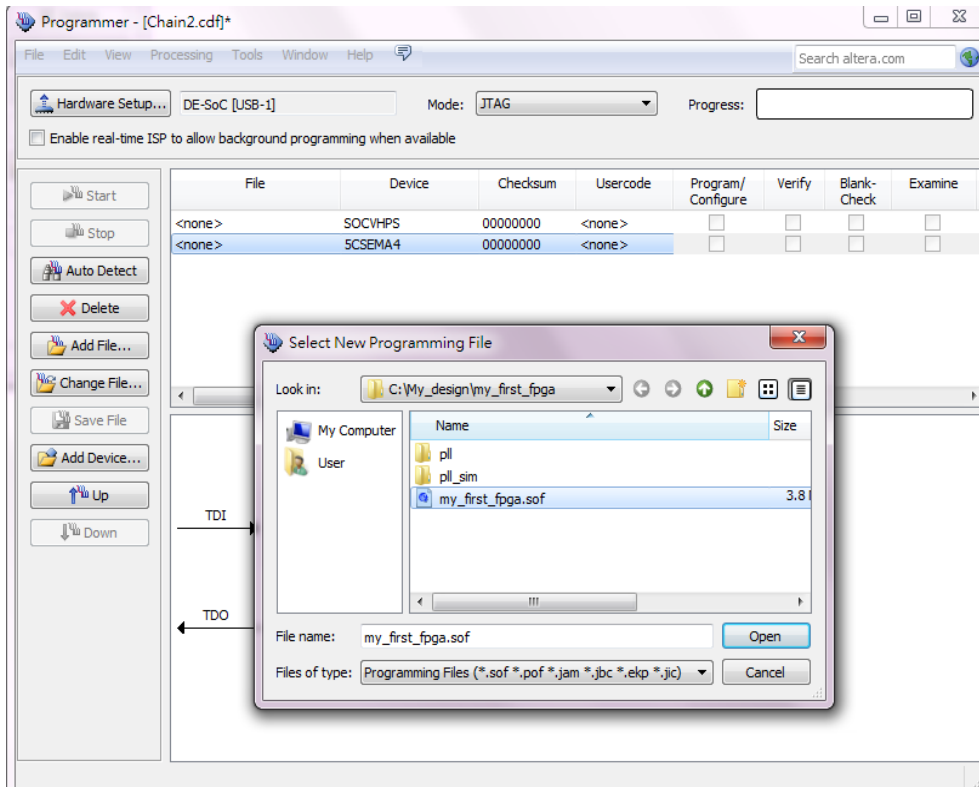 Programmer - [Chain2.cdf]*
File Edit View Processing Tools Window Help
Search altera.com
Hardware Setup... DE-SoC [USB-1] Mode: JTAG Progress:
Enable real-time ISP to allow background programming when available
File Device Checksum Usercode Program/ Verify Blank- Examine
Configure Check
<none> SOCVHPS 00000000 <none>
<none> 5CSEMA4 00000000 <none>
Start
Stop
Auto Detect
Delete
Add File...
Change File...
Save File
Add Device...
Up
Down
TDI
TDO
Select New Programming File
Look in: C:\My_design\my_first_fpga
My Computer
User
Name Size
pll
pll_sim
my_first_fpga.sof 3.8
File name: my_first_fpga.sof Open
Files of type: Programming Files (*.sof *.pof *.jam *.jbc *.ekp *.jic) Cancel